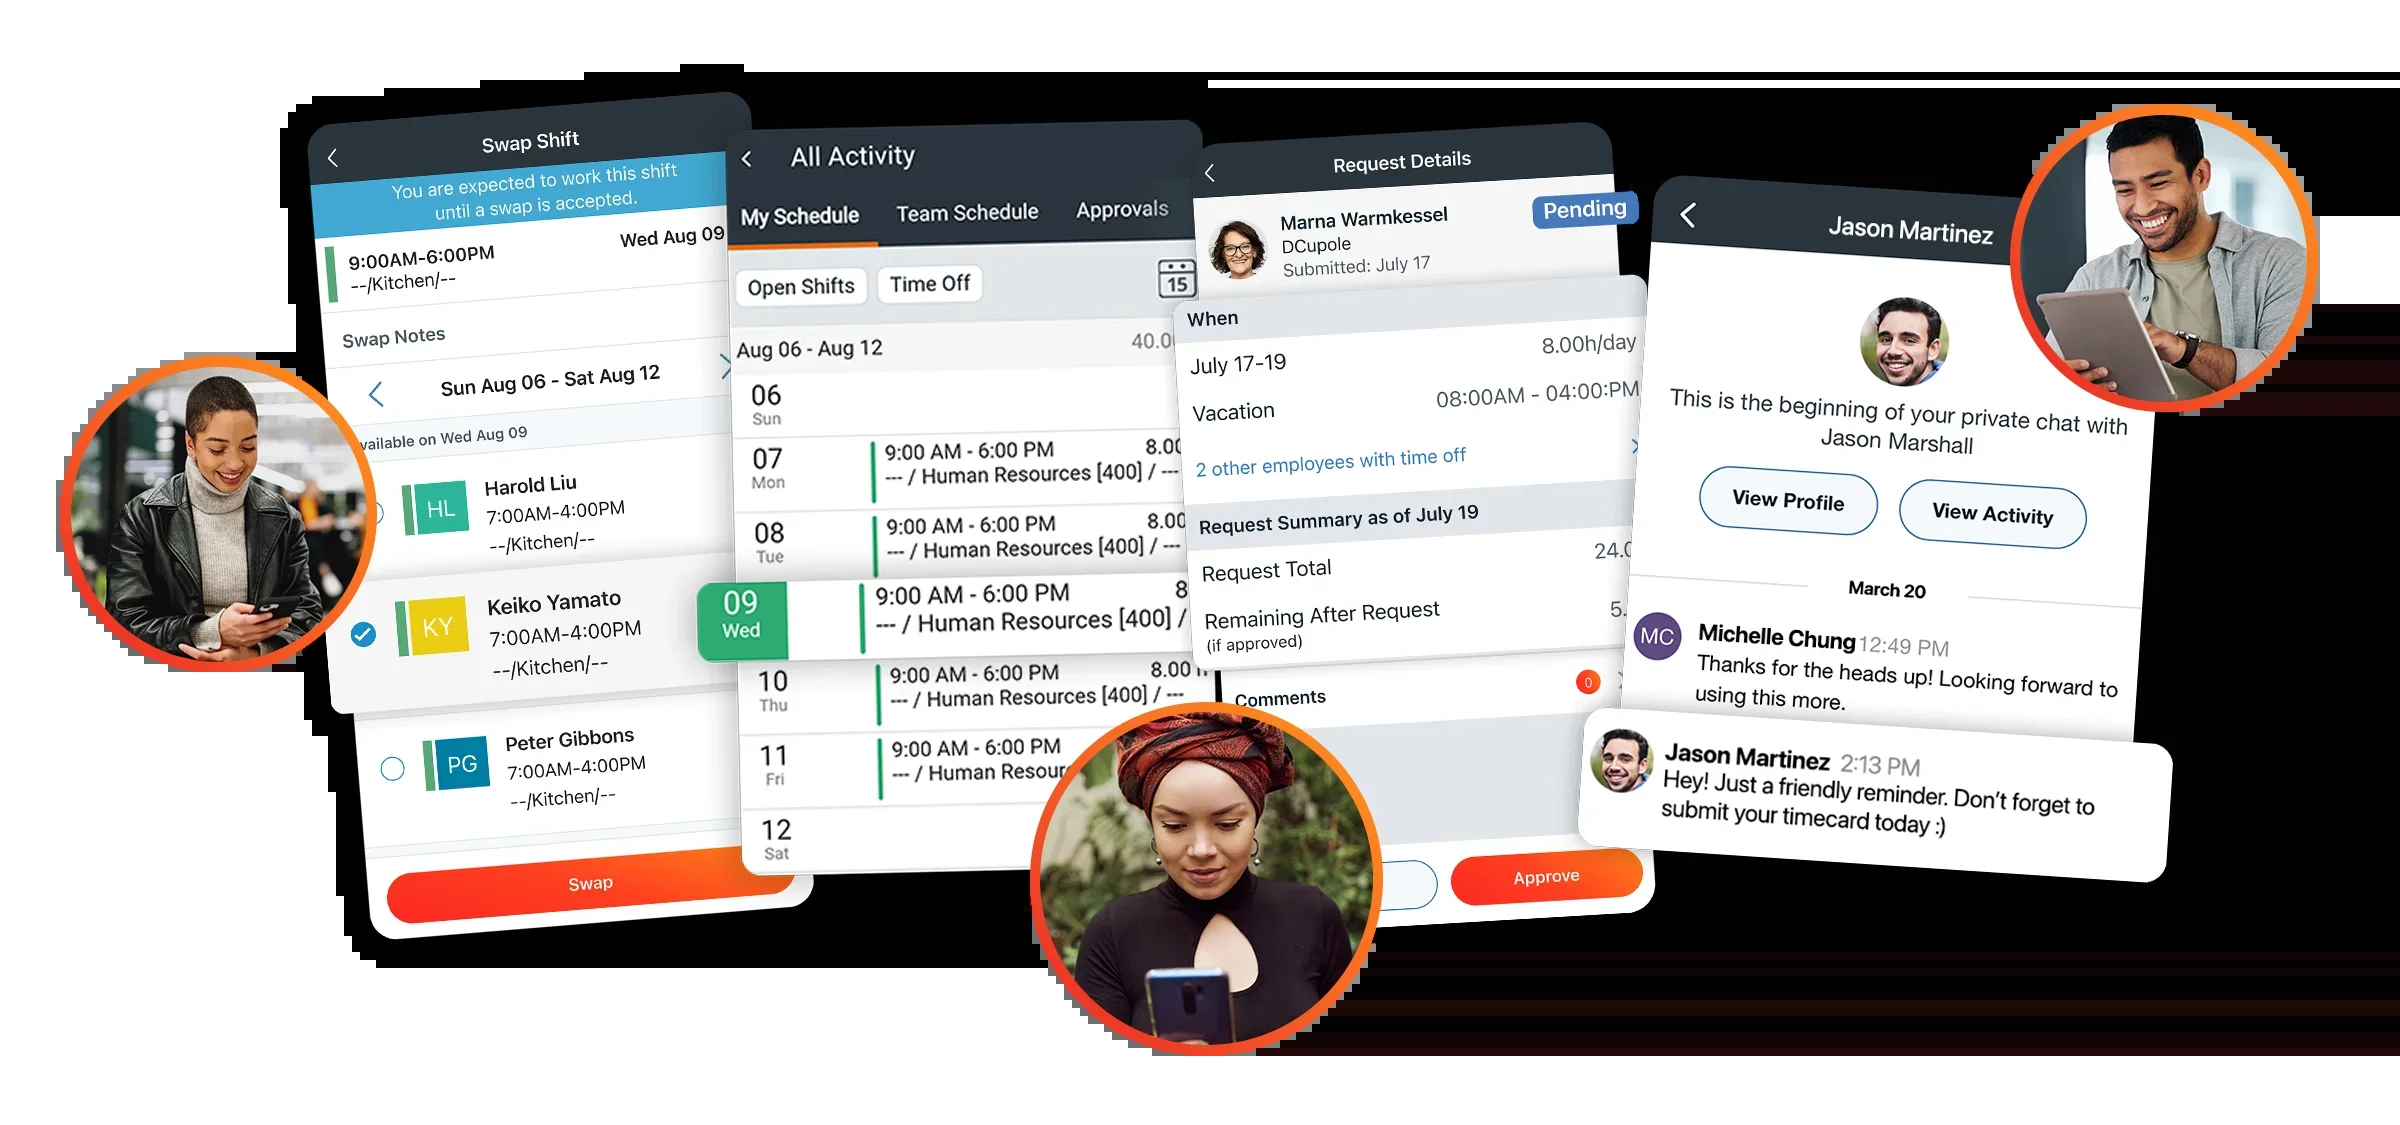 Swap Shift
You are expected to work this shift
until a swap is accepted.
9:00AM-6:00PM
Wed Aug 09
--/Kitchen/--
Swap Notes
Sun Aug 06 - Sat Aug 12
vailable on Wed Aug 09
HL
Harold Liu
7:00AM-4:00PM
--/Kitchen/--
KY
Keiko Yamato
7:00AM-4:00PM
--/Kitchen/--
PG
Peter Gibbons
7:00AM-4:00PM
--/Kitchen/--
Swap
All Activity
My Schedule Team Schedule Approvals
Open Shifts Time Off 15
Aug 06 - Aug 12 40.0
06
Sun
07 9:00 AM - 6:00 PM 8.00
Mon --- / Human Resources [400] / ---
08 9:00 AM - 6:00 PM 8.00
Tue --- / Human Resources [400] / ---
09 9:00 AM - 6:00 PM 8
Wed --- / Human Resources [400] /
10 9:00 AM - 6:00 PM 8.00
Thu --- / Human Resources [400] / ---
11 9:00 AM - 6:00 PM
Fri --- / Human Resour
12
Sat
Request Details
Marna Warmkessel
Pending
DCupole
Submitted: July 17
When
July 17-19 8.00h/day
Vacation 08:00AM - 04:00:PM
2 other employees with time off
Request Summary as of July 19
Request Total 24.0
Remaining After Request 5.
(if approved)
Comments 0
Approve
Jason Martinez
This is the beginning of your private chat with
Jason Marshall
View Profile View Activity
March 20
MC
Michelle Chung 12:49 PM
Thanks for the heads up! Looking forward to
using this more.
Jason Martinez 2:13 PM
Hey! Just a friendly reminder. Don't forget to
submit your timecard today :)